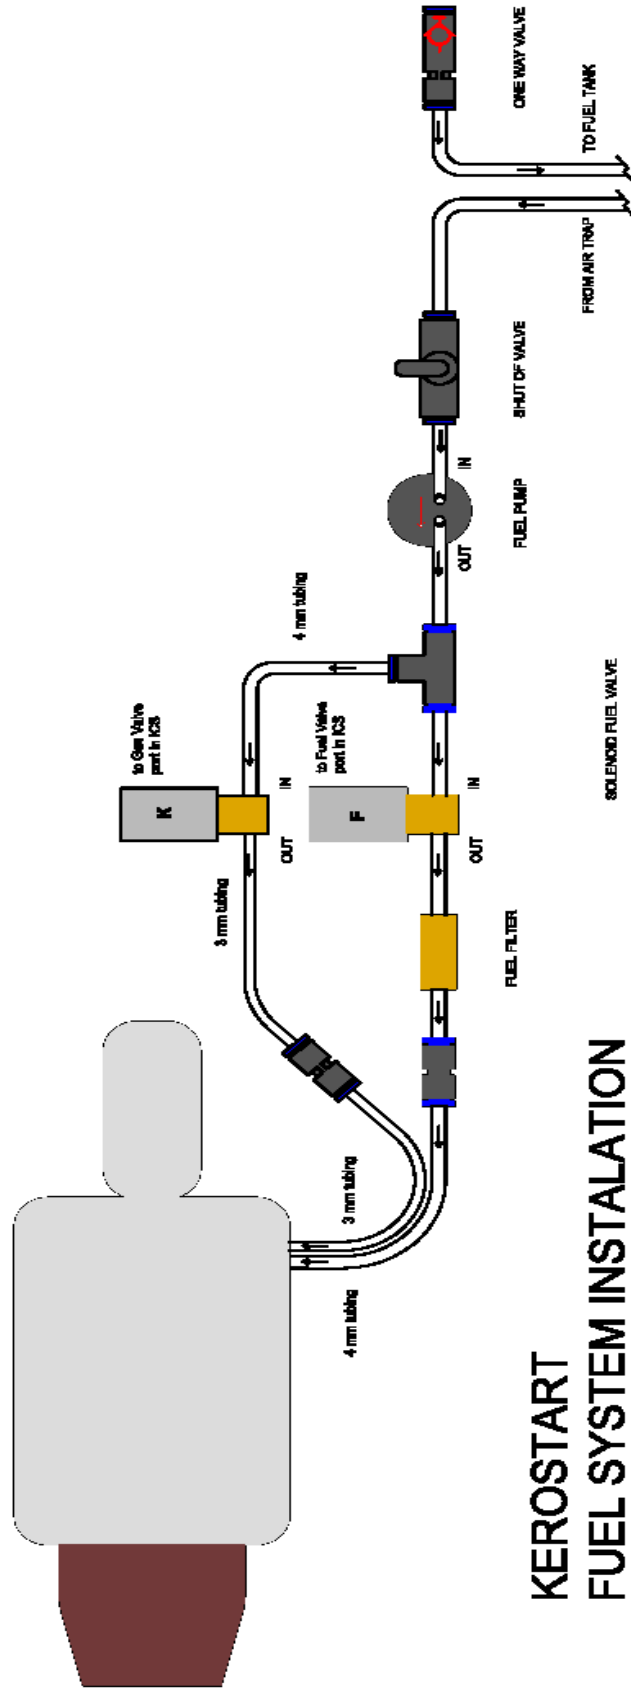 KEROSTART
FUEL SYSTEM INSTALATION
4 mm tubing
3 mm tubing
3 mm tubing
OUT
K
IN
to Gas Valve
port in ICS
4 mm tubing
OUT
F
IN
to Fuel Valve
port in ICS
FUEL FILTER
SOLENOID FUEL VALVE
OUT
IN
FUEL PUMP
SHUT OF VALVE
FROM AIR TRAP
TO FUEL TANK
ONE WAY VALVE